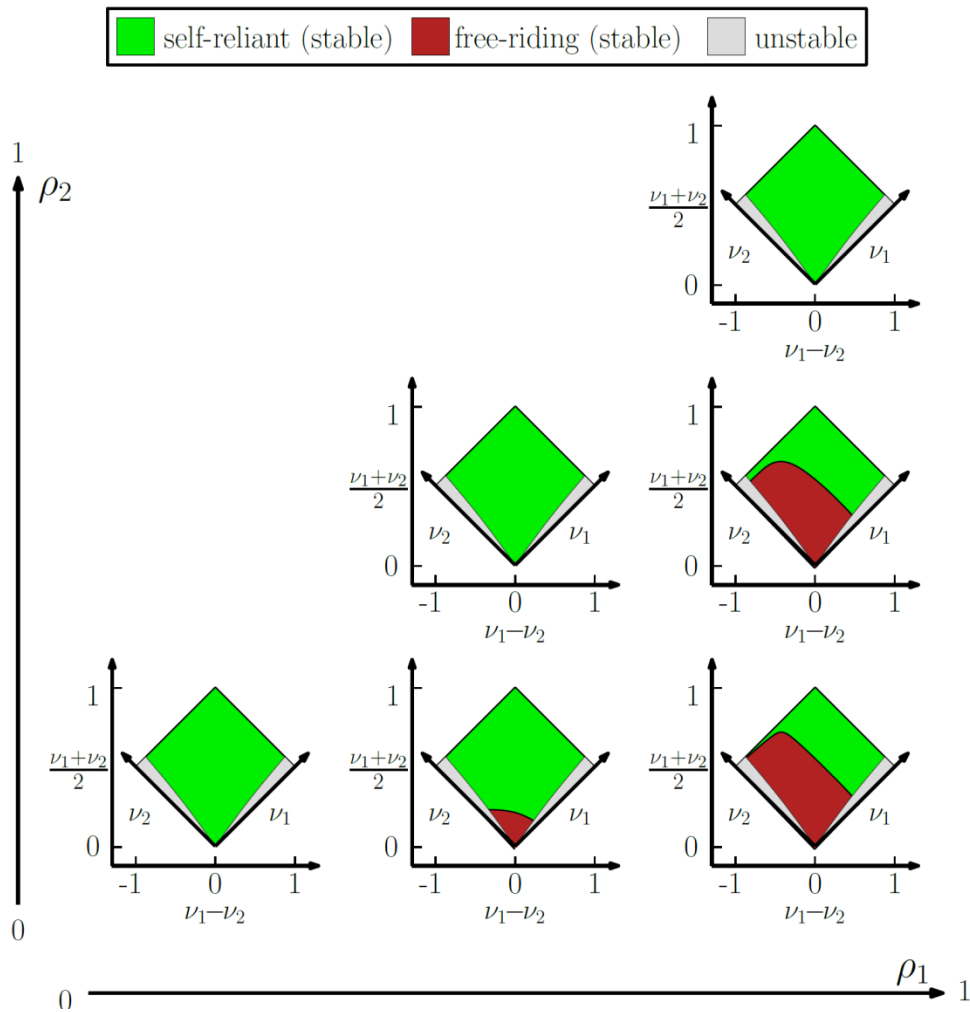 self-reliant (stable) free-riding (stable) unstable
1
ρ₂
1
ν₁+ν₂
2
0
ν₂ ν₁
-1 0 1
ν₁–ν₂
1
ν₁+ν₂
2
0
ν₂ ν₁
-1 0 1
ν₁–ν₂
1
ν₁+ν₂
2
0
ν₂ ν₁
-1 0 1
ν₁–ν₂
1
ν₁+ν₂
2
0
ν₂ ν₁
-1 0 1
ν₁–ν₂
1
ν₁+ν₂
2
0
ν₂ ν₁
-1 0 1
ν₁–ν₂
1
ν₁+ν₂
2
0
ν₂ ν₁
-1 0 1
ν₁–ν₂
0
0
ρ₁
1